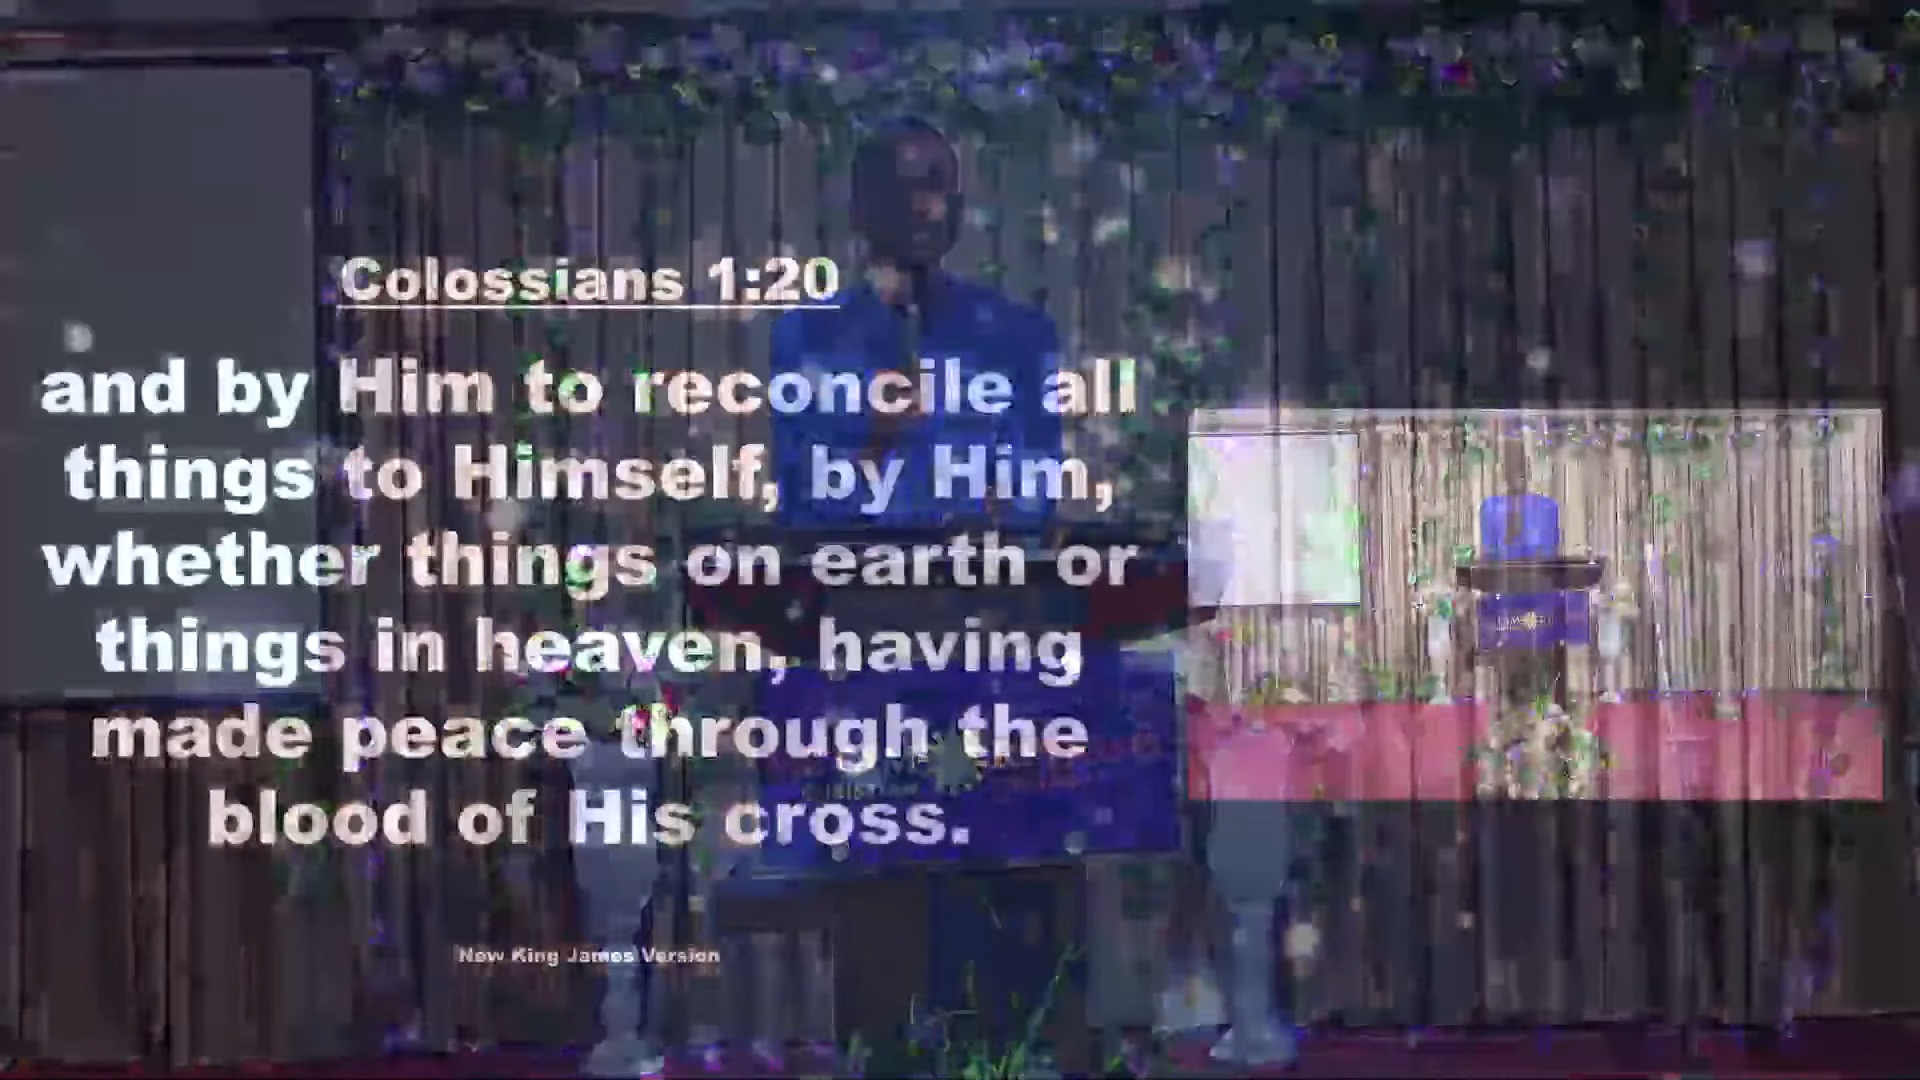 Colossians 1:20
and by Him to reconcile all
things to Himself, by Him,
whether things on earth or
things in heaven, having
made peace through the
blood of His cross.
New King James Version
CHRISTIAN